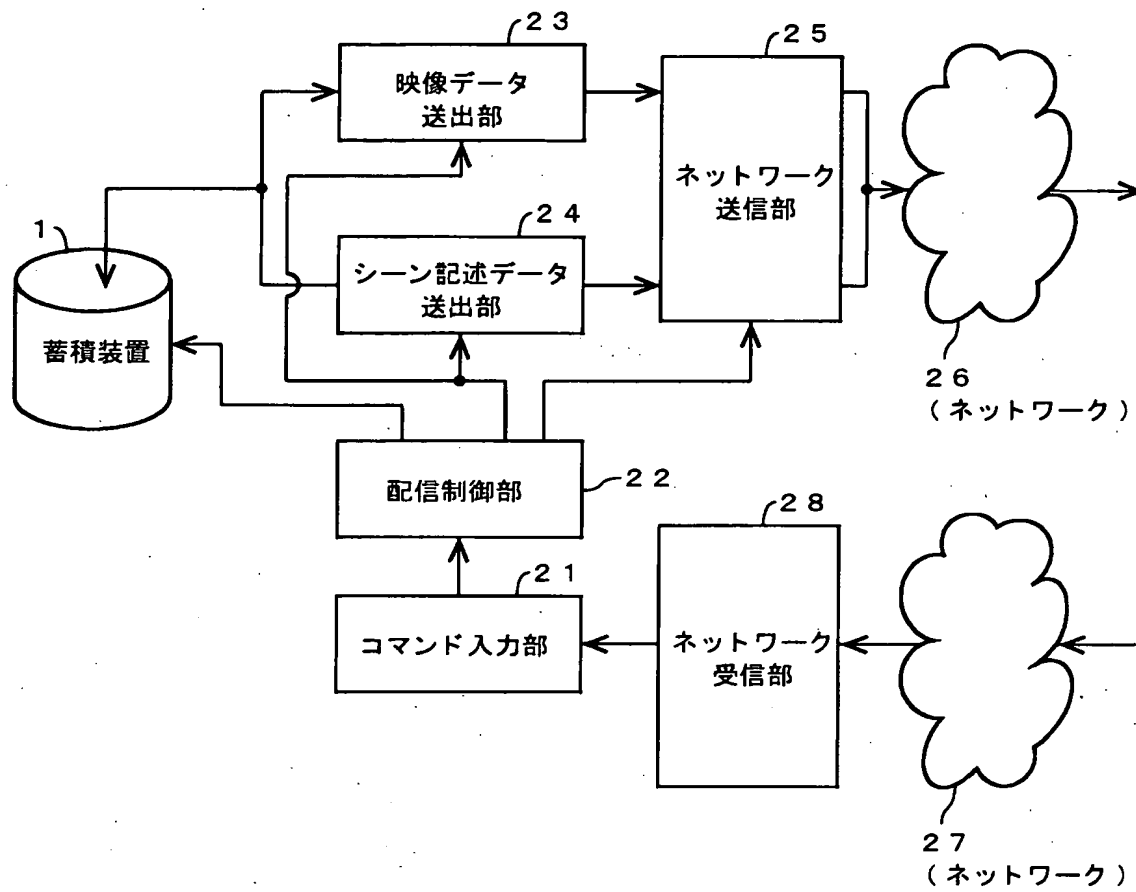 ２３
映像データ
送出部
２５
ネットワーク
送信部
２４
シーン記述データ
送出部
1
蓄積装置
２６
（ネットワーク）
配信制御部
２２
２８
２１
コマンド入力部
ネットワーク
受信部
２７
（ネットワーク）